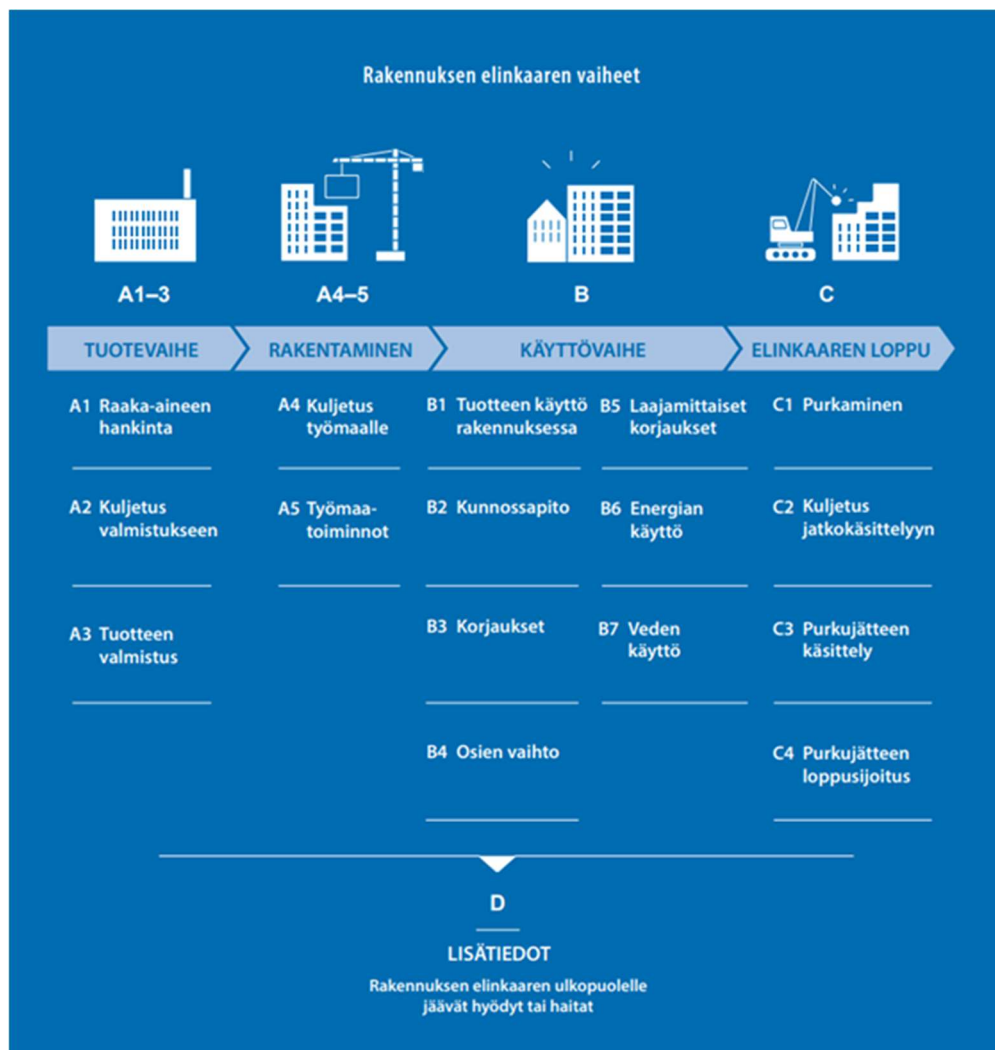 Rakennuksen elinkaaren vaiheet
A1–3
A4–5
B
C
TUOTEVAIHE
RAKENTAMINEN
KÄYTTÖVAIHE
ELINKAAREN LOPPU
A1 Raaka-aineen
hankinta
A2 Kuljetus
valmistukseen
A3 Tuotteen
valmistus
A4 Kuljetus
työmaalle
A5 Työmaa-
toiminnot
B1 Tuotteen käyttö
rakennuksessa
B2 Kunnossapito
B3 Korjaukset
B4 Osien vaihto
B5 Laajamittaiset
korjaukset
B6 Energian
käyttö
B7 Veden
käyttö
C1 Purkaminen
C2 Kuljetus
jatkokäsittelyyn
C3 Purkujätteen
käsittely
C4 Purkujätteen
loppusijoitus
D
LISÄTIEDOT
Rakennuksen elinkaaren ulkopuolelle
jäävät hyödyt tai haitat